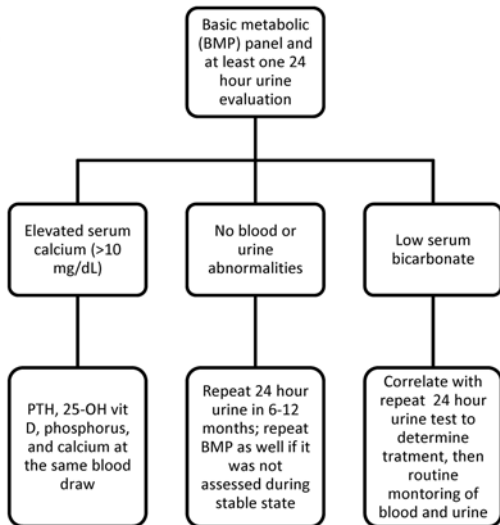 Basic metabolic
(BMP) panel and
at least one 24
hour urine
evaluation
Elevated serum
calcium (>10
mg/dL)
No blood or
urine
abnormalities
Low serum
bicarbonate
PTH, 25-OH vit
D, phosphorus,
and calcium at
the same blood
draw
Repeat 24 hour
urine in 6-12
months; repeat
BMP as well if it
was not
assessed during
stable state
Correlate with
repeat  24 hour
urine test to
determine
tratment, then
routine
montoring of
blood and urine